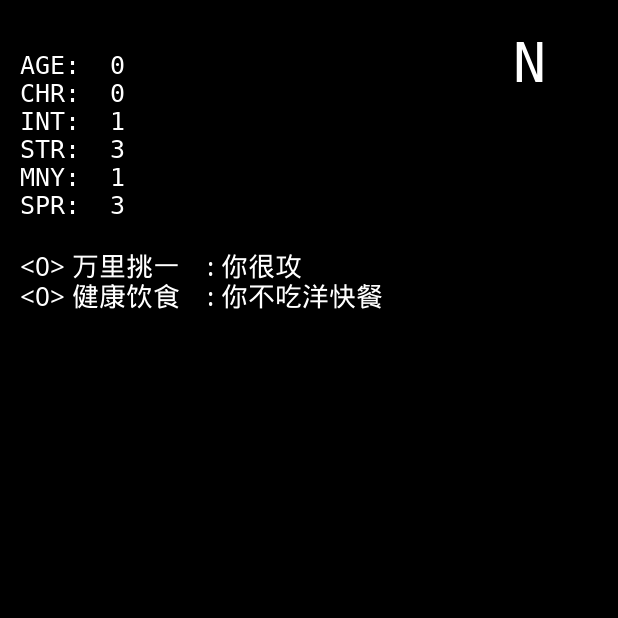 N
AGE: 0
CHR: 0
INT: 1
STR: 3
MNY: 1
SPR: 3
<O> 万里挑一 :你很攻
<O> 健康饮食 :你不吃洋快餐